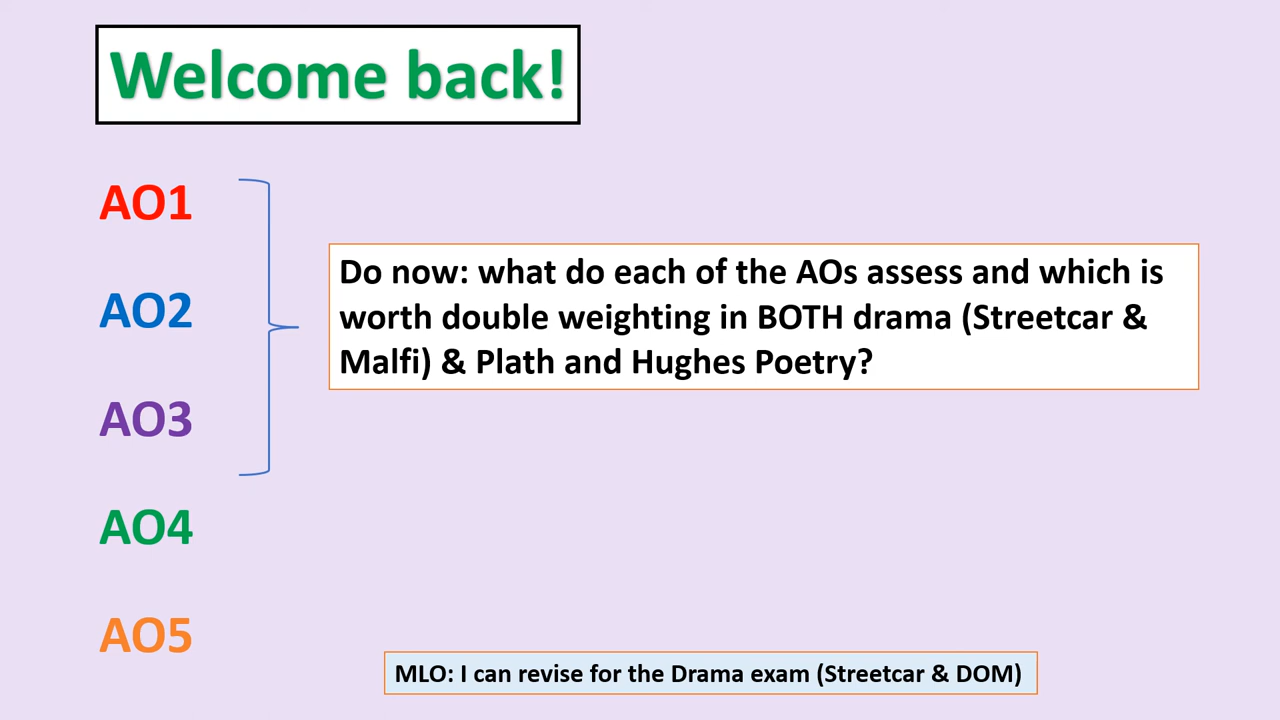 Welcome back!
AO1
AO2
AO3
AO4
AO5
Do now: what do each of the AOs assess and which is
worth double weighting in BOTH drama (Streetcar &
Malfi) & Plath and Hughes Poetry?
MLO: I can revise for the Drama exam (Streetcar & DOM)